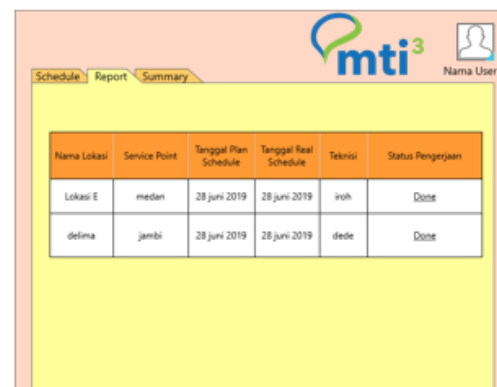 mti³
Nama User
Schedule Report Summary
Nama Lokasi Service Point Tanggal Plan Schedule Tanggal Real Schedule Teknisi Status Pengerjaan
Lokasi E medan 28 juni 2019 28 juni 2019 iroh Done
delima jambi 28 juni 2019 28 juni 2019 dede Done